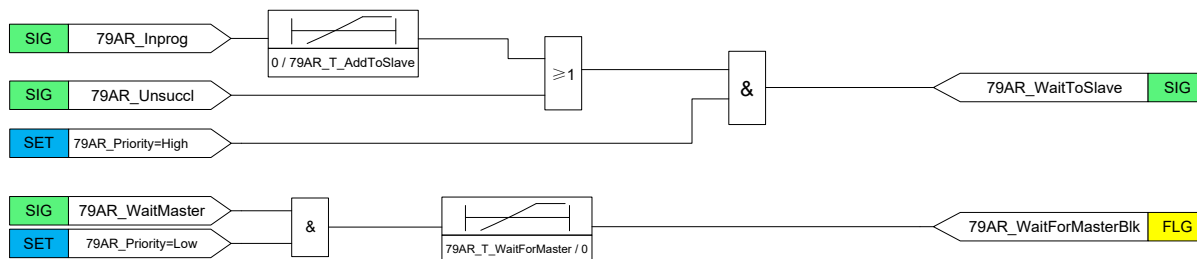 SIG 79AR_Inprog
0 / 79AR_T_AddToSlave
SIG 79AR_Unsuccl
≥1
&
79AR_WaitToSlave SIG
SET 79AR_Priority=High
SIG 79AR_WaitMaster
SET 79AR_Priority=Low
&
79AR_T_WaitForMaster / 0
79AR_WaitForMasterBlk FLG